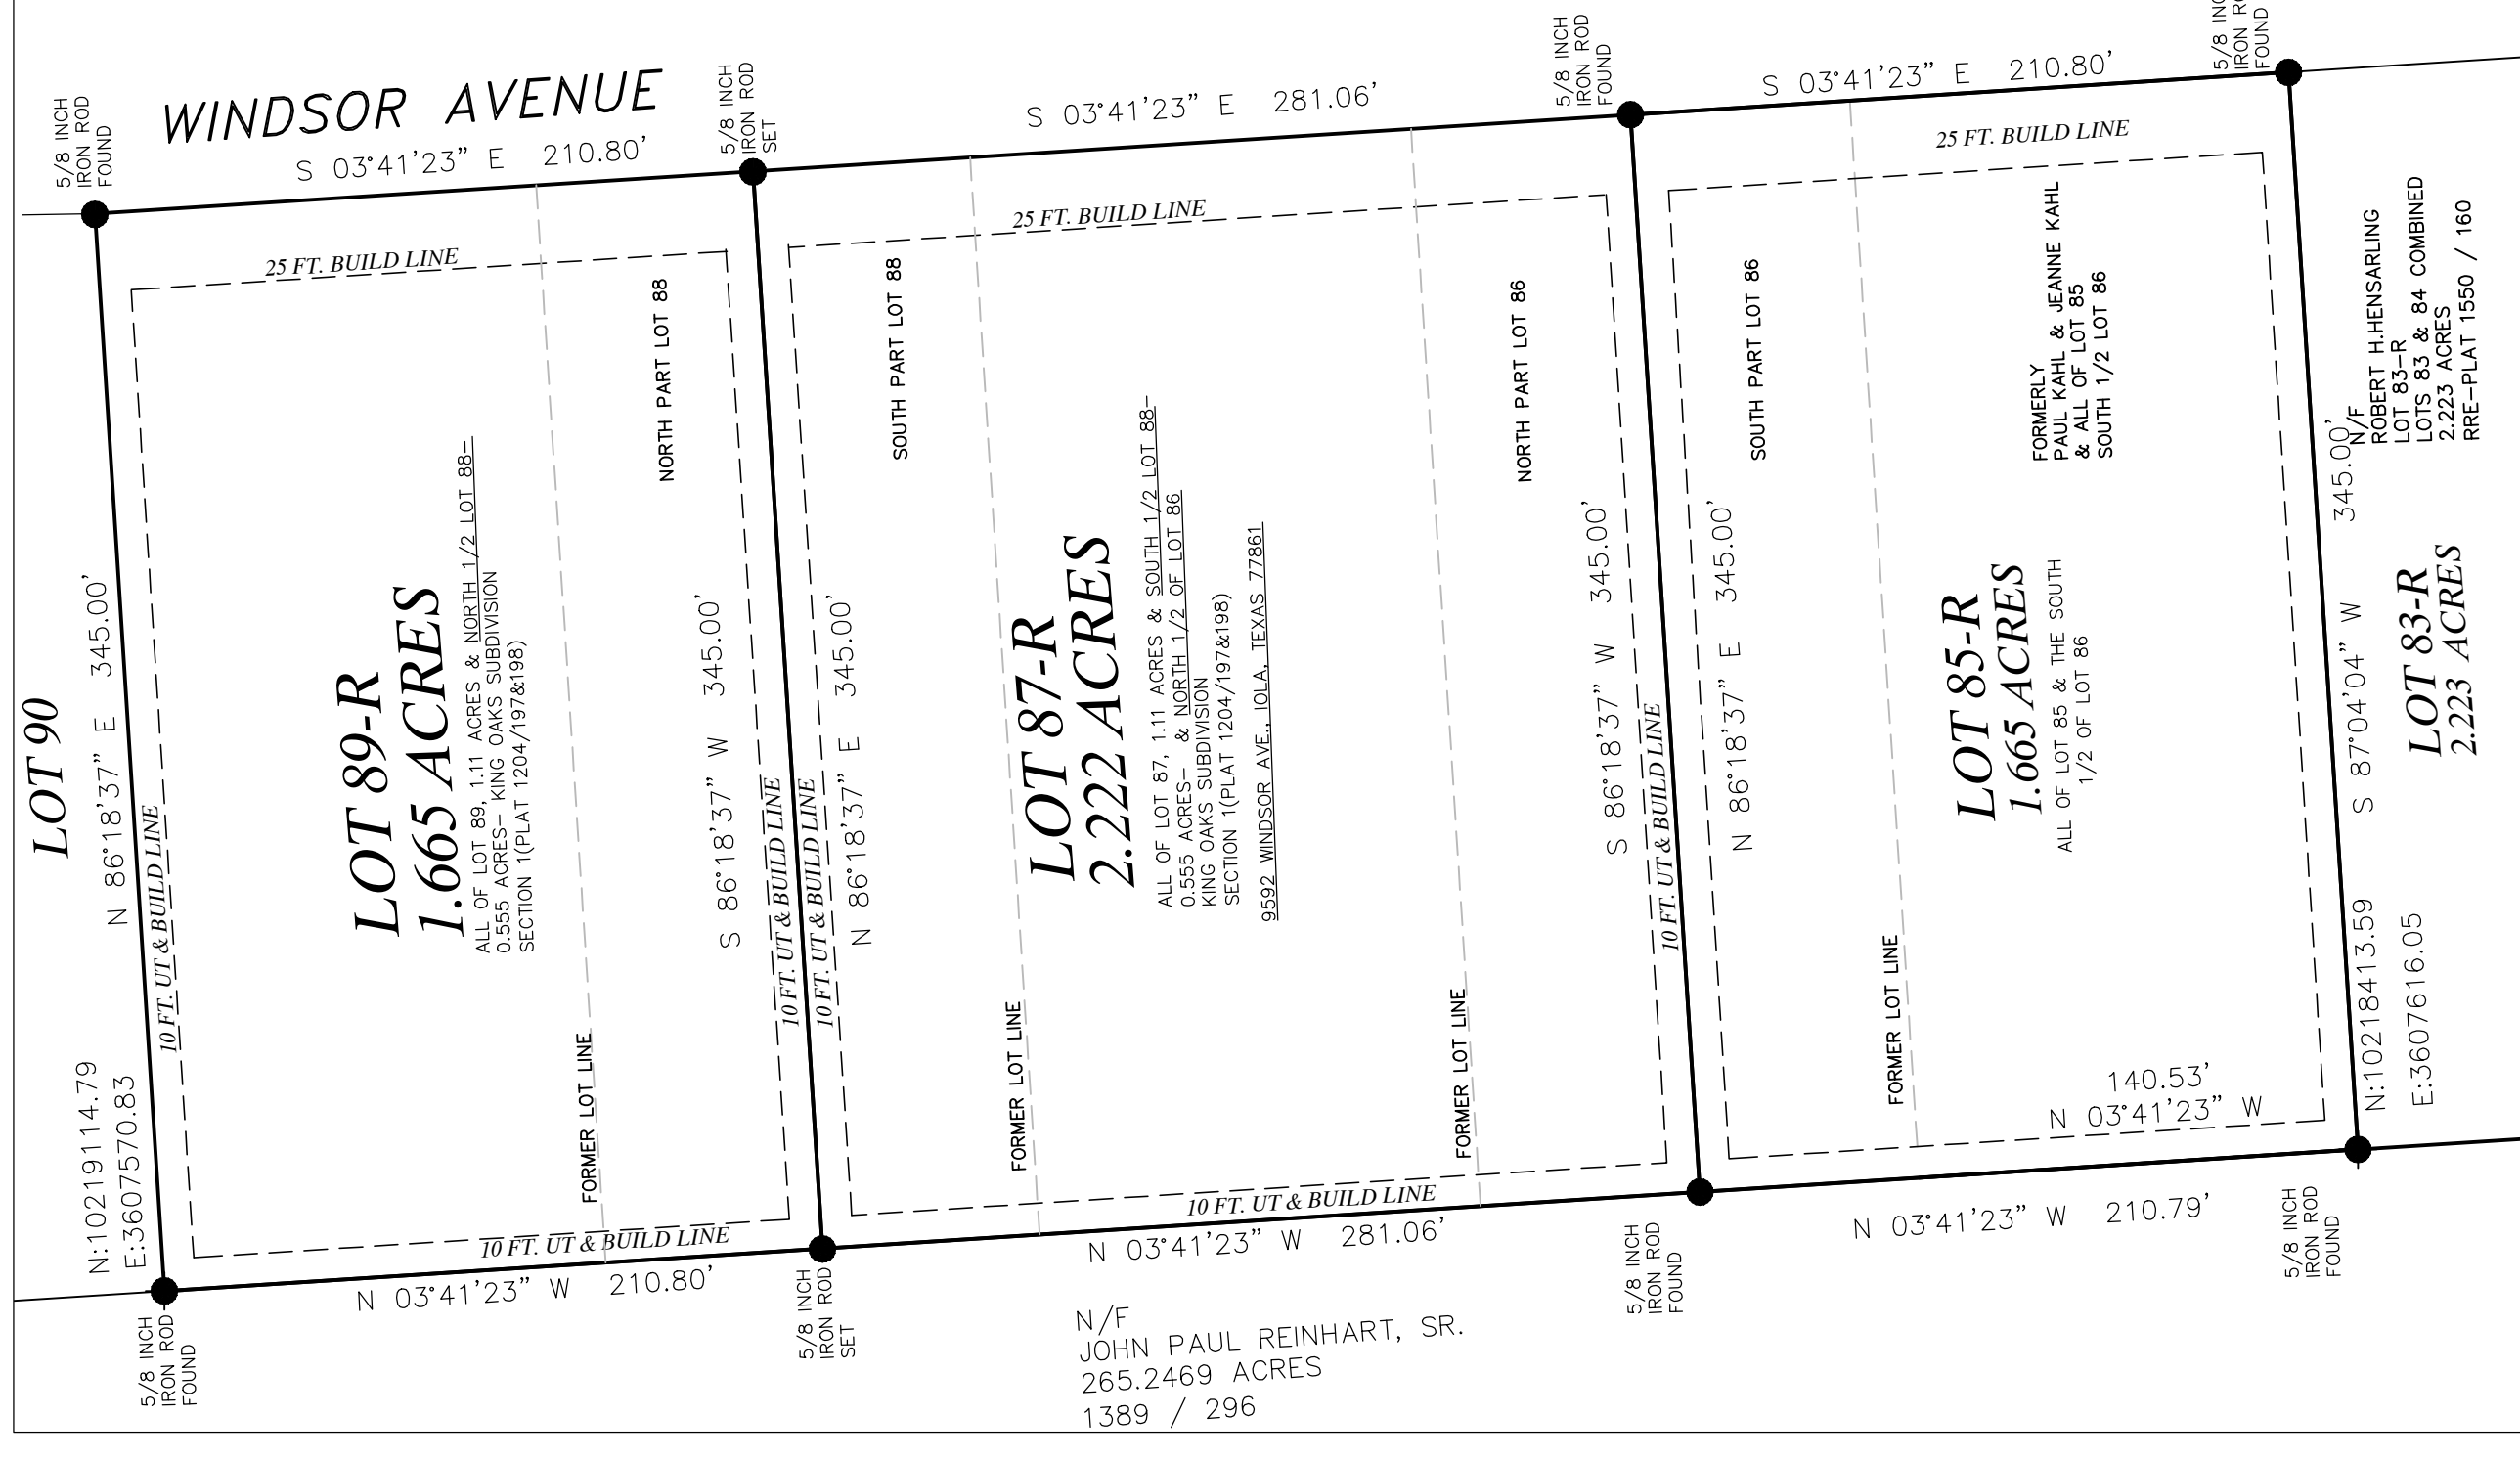 WINDSOR AVENUE
5/8 INCH
IRON ROD
FOUND
S 03°41'23" E 210.80'
5/8 INCH
IRON ROD
SET
S 03°41'23" E 281.06'
5/8 INCH
IRON ROD
FOUND
S 03°41'23" E 210.80'
FOUND
25 FT. BUILD LINE
25 FT. BUILD LINE
25 FT. BUILD LINE
LOT 90
N 86°18'37" E 345.00'
10 FT. UT & BUILD LINE
N:10219114.79
E:3607570.83
LOT 89-R
1.665 ACRES
ALL OF LOT 89, 1.11 ACRES & NORTH 1/2 LOT 88-
0.555 ACRES- KING OAKS SUBDIVISION
SECTION 1(PLAT 1204/197&198)
FORMER LOT LINE
NORTH PART LOT 88
S 86°18'37" W 345.00'
10 FT. UT & BUILD LINE
10 FT. UT & BUILD LINE
N 86°18'37" E 345.00'
SOUTH PART LOT 88
FORMER LOT LINE
LOT 87-R
2.222 ACRES
ALL OF LOT 87, 1.11 ACRES & SOUTH 1/2 LOT 88-
0.555 ACRES- & NORTH 1/2 OF LOT 86
KING OAKS SUBDIVISION
SECTION 1(PLAT 1204/197&198)
9592 WINDSOR AVE., IOLA, TEXAS 77861
FORMER LOT LINE
NORTH PART LOT 86
S 86°18'37" W 345.00'
10 FT. UT & BUILD LINE
N 86°18'37" E 345.00'
SOUTH PART LOT 86
FORMER LOT LINE
LOT 85-R
1.665 ACRES
ALL OF LOT 85 & THE SOUTH
1/2 OF LOT 86
FORMERLY
PAUL KAHL & JEANNE KAHL
& ALL OF LOT 85
SOUTH 1/2 LOT 86
140.53'
N 03°41'23" W
S 87°04'04" W 345.00'
N/F
ROBERT H.HENSARLING
LOT 83-R
LOTS 83 & 84 COMBINED
2.223 ACRES
RRE-PLAT 1550 / 160
LOT 83-R
2.223 ACRES
N:10218413.59
E:3607616.05
10 FT. UT & BUILD LINE
10 FT. UT & BUILD LINE
5/8 INCH
IRON ROD
FOUND
N 03°41'23" W 210.80'
5/8 INCH
IRON ROD
SET
N 03°41'23" W 281.06'
5/8 INCH
IRON ROD
FOUND
N 03°41'23" W 210.79'
5/8 INCH
IRON ROD
FOUND
N/F
JOHN PAUL REINHART, SR.
265.2469 ACRES
1389 / 296